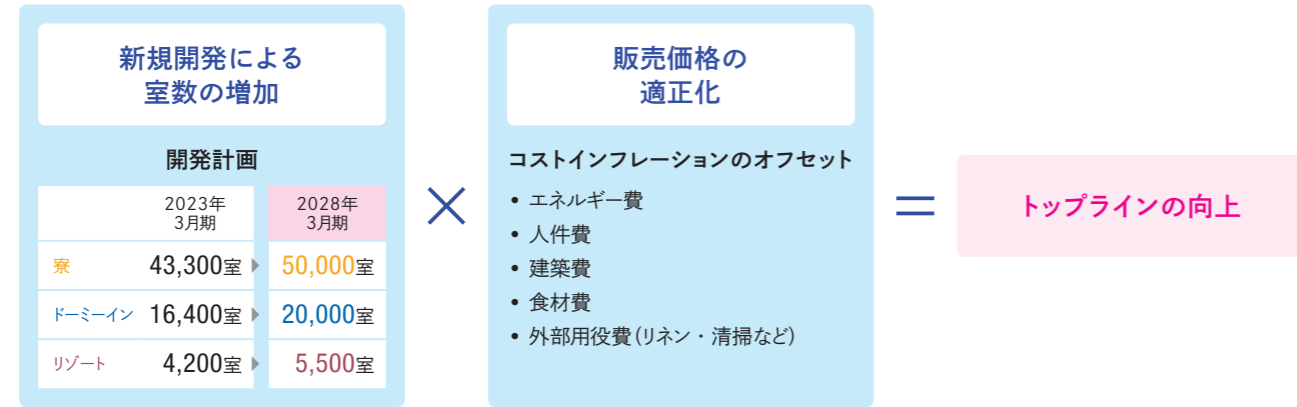 新規開発による
室数の増加
開発計画
2023年
3月期
2028年
3月期
寮 43,300室 50,000室
ドーミーイン 16,400室 20,000室
リゾート 4,200室 5,500室
×
販売価格の
適正化
コストインフレーションのオフセット
• エネルギー費
• 人件費
• 建築費
• 食材費
• 外部用役費(リネン・清掃など)
=
トップラインの向上